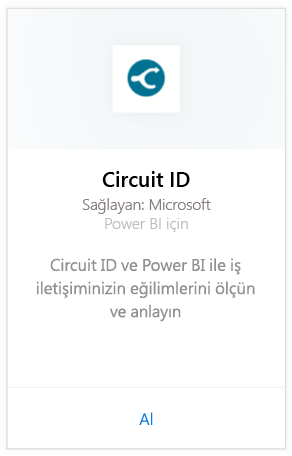 Circuit ID
Sağlayan: Microsoft
Power BI için
Circuit ID ve Power BI ile iş
iletişiminizin eğilimlerini ölçün
ve anlayın
Al